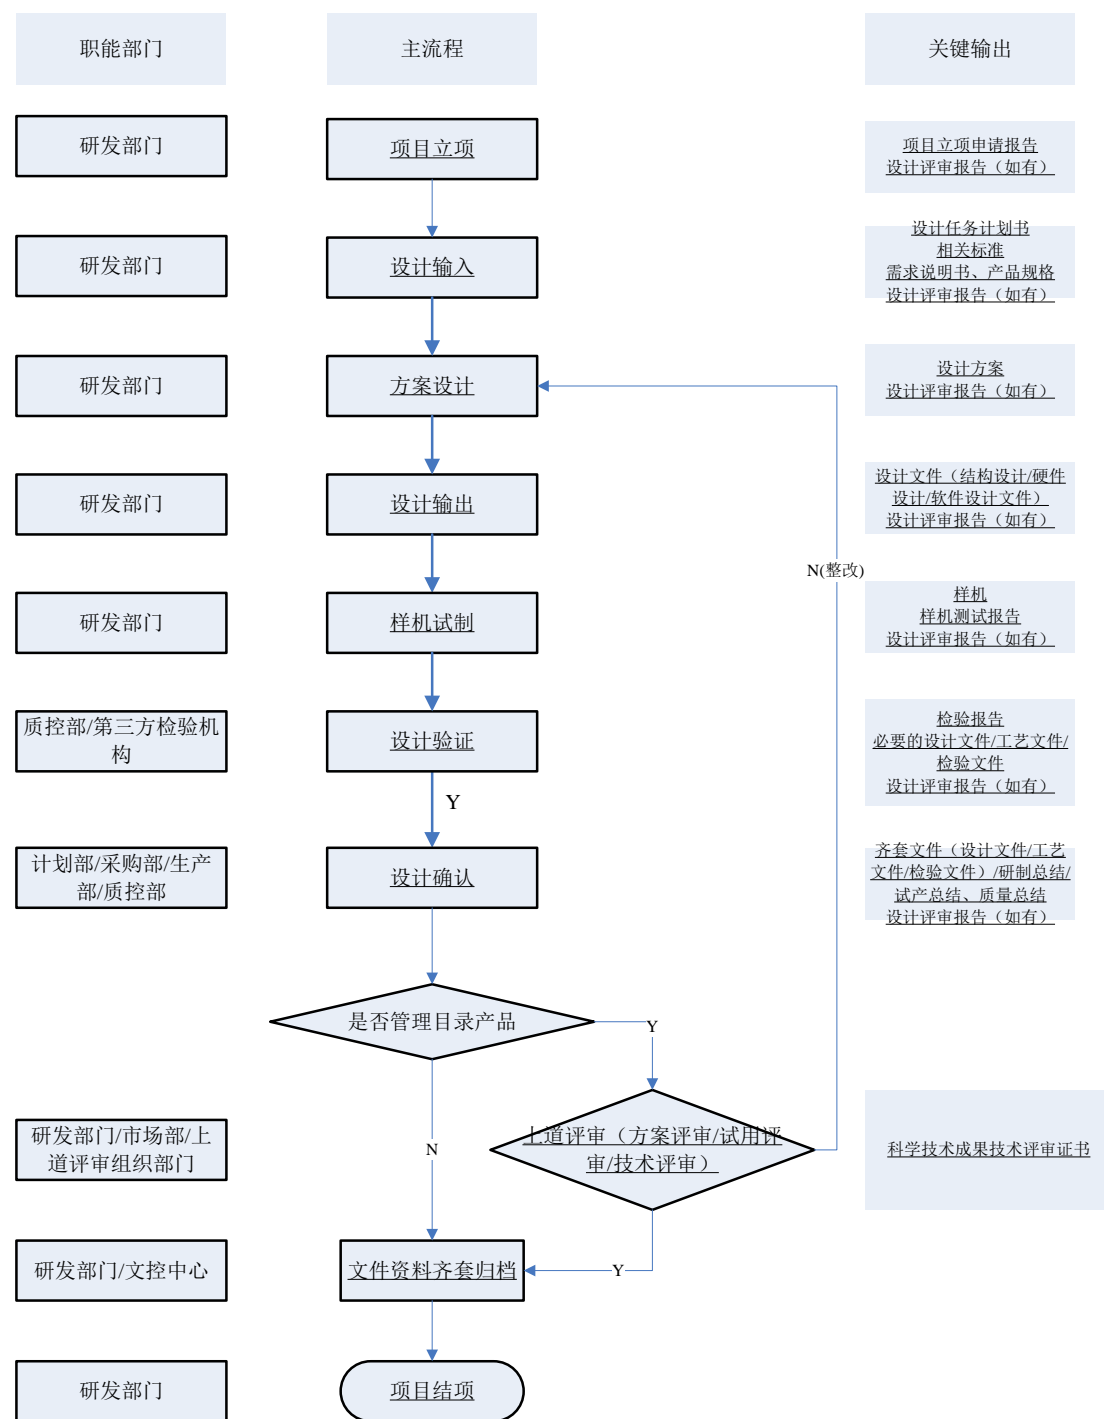 职能部门
主流程
关键输出
研发部门
项目立项
项目立项申请报告
设计评审报告（如有）
研发部门
设计输入
设计任务计划书
相关标准
需求说明书、产品规格
设计评审报告（如有）
研发部门
方案设计
设计方案
设计评审报告（如有）
研发部门
设计输出
设计文件（结构设计/硬件
设计/软件设计文件）
设计评审报告（如有）
N(整改)
研发部门
样机试制
样机
样机测试报告
设计评审报告（如有）
质控部/第三方检验机
构
设计验证
检验报告
必要的设计文件/工艺文件/
检验文件
设计评审报告（如有）
Y
计划部/采购部/生产
部/质控部
设计确认
齐套文件（设计文件/工艺
文件/检验文件）/研制总结/
试产总结、质量总结
设计评审报告（如有）
是否管理目录产品
Y
研发部门/市场部/上
道评审组织部门
N
上道评审（方案评审/试用评
审/技术评审）
科学技术成果技术评审证书
研发部门/文控中心
文件资料齐套归档
Y
研发部门
项目结项